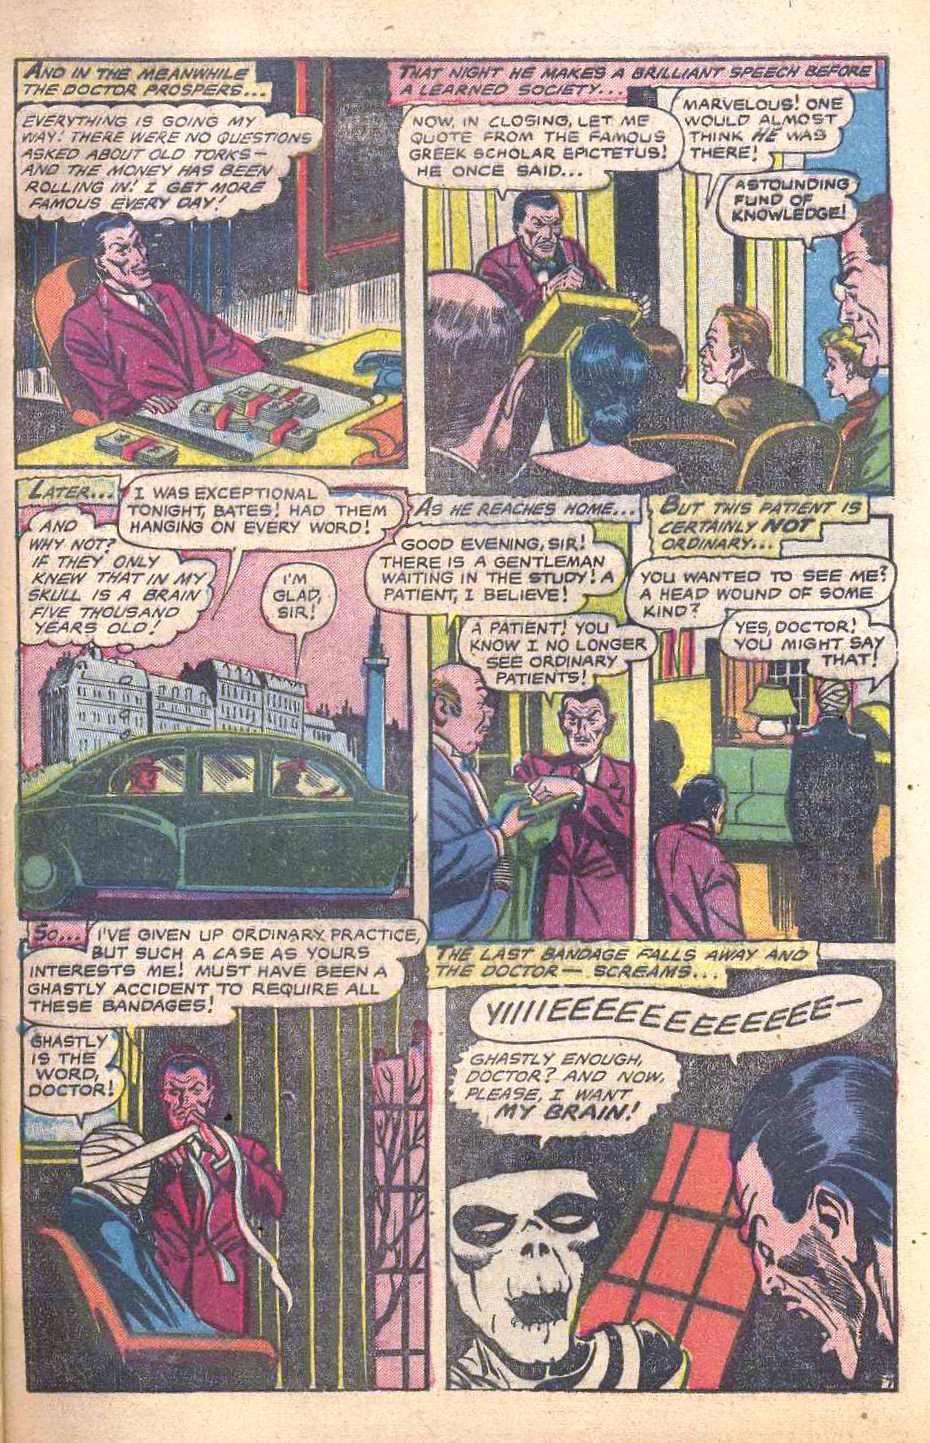 AND IN THE MEANWHILE
THE DOCTOR PROSPERS...
EVERYTHING IS GOING MY
WAY! THERE WERE NO QUESTIONS
ASKED ABOUT OLD TORKS—
AND THE MONEY HAS BEEN
ROLLING IN! I GET MORE
FAMOUS EVERY DAY!
THAT NIGHT HE MAKES A BRILLIANT SPEECH BEFORE
A LEARNED SOCIETY...
NOW, IN CLOSING, LET ME
QUOTE FROM THE FAMOUS
GREEK SCHOLAR EPICTETUS!
HE ONCE SAID...
MARVELOUS! ONE
WOULD ALMOST
THINK HE WAS
THERE!
ASTOUNDING
FUND OF
KNOWLEDGE!
LATER...
I WAS EXCEPTIONAL
TONIGHT, BATES! HAD THEM
HANGING ON EVERY WORD!
AND
WHY NOT?
IF THEY ONLY
KNEW THAT IN MY
SKULL IS A BRAIN
FIVE THOUSAND
YEARS OLD!
I'M
GLAD,
SIR!
AS HE REACHES HOME...
GOOD EVENING, SIR!
THERE IS A GENTLEMAN
WAITING IN THE STUDY! A
PATIENT, I BELIEVE!
A PATIENT! YOU
KNOW I NO LONGER
SEE ORDINARY
PATIENTS!
BUT THIS PATIENT IS
CERTAINLY NOT
ORDINARY...
YOU WANTED TO SEE ME?
A HEAD WOUND OF SOME
KIND?
YES, DOCTOR!
YOU MIGHT SAY
THAT!
SO...
I'VE GIVEN UP ORDINARY PRACTICE,
BUT SUCH A CASE AS YOURS
INTERESTS ME! MUST HAVE BEEN A
GHASTLY ACCIDENT TO REQUIRE ALL
THESE BANDAGES!
GHASTLY
IS THE
WORD,
DOCTOR!
THE LAST BANDAGE FALLS AWAY AND
THE DOCTOR— SCREAMS...
YIIIIEEEEEEEEEEEEEE—
GHASTLY ENOUGH,
DOCTOR? AND NOW,
PLEASE, I WANT
MY BRAIN!
7